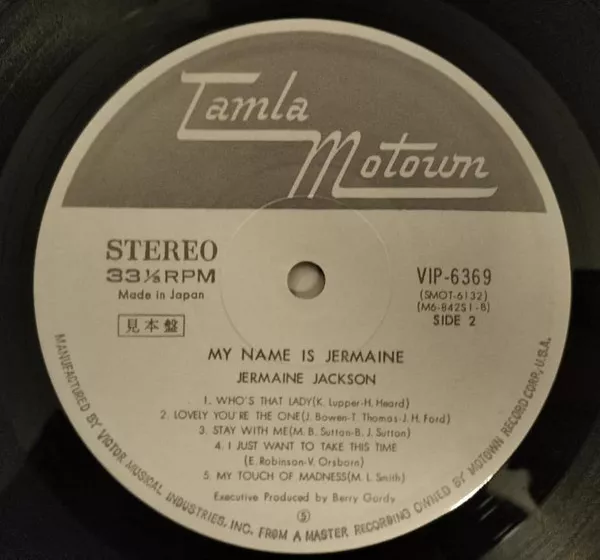 Tamla
Motown
STEREO
33⅓RPM
Made in Japan
見本盤
VIP-6369
(SMOT-6132)
(M6-842S1-B)
SIDE 2
MY NAME IS JERMAINE
JERMAINE JACKSON
1. WHO'S THAT LADY(K. Lupper-H. Heard)
2. LOVELY YOU'RE THE ONE(J. Bowen-T. Thomas-J. H. Ford)
3. STAY WITH ME(M. B. Sutton-B. J. Sutton)
4. I JUST WANT TO TAKE THIS TIME
(E. Robinson-V. Orsborn)
5. MY TOUCH OF MADNESS(M. L. Smith)
Executive Produced by Berry Gordy
Ⓢ
MANUFACTURED BY VICTOR MUSICAL INDUSTRIES, INC. FROM A MASTER RECORDING OWNED BY MOTOWN RECORD CORP., U.S.A.